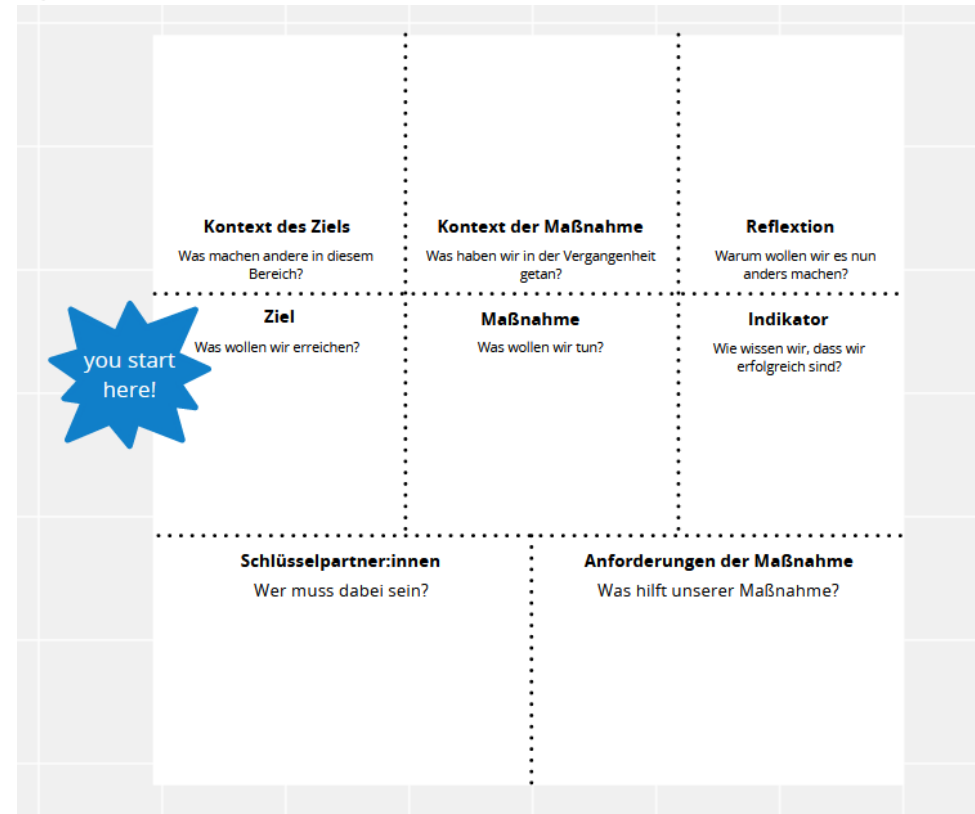 Kontext des Ziels
Was machen andere in diesem
Bereich?
Kontext der Maßnahme
Was haben wir in der Vergangenheit
getan?
Reflextion
Warum wollen wir es nun
anders machen?
you start
here!
Ziel
Was wollen wir erreichen?
Maßnahme
Was wollen wir tun?
Indikator
Wie wissen wir, dass wir
erfolgreich sind?
Schlüsselpartner:innen
Wer muss dabei sein?
Anforderungen der Maßnahme
Was hilft unserer Maßnahme?